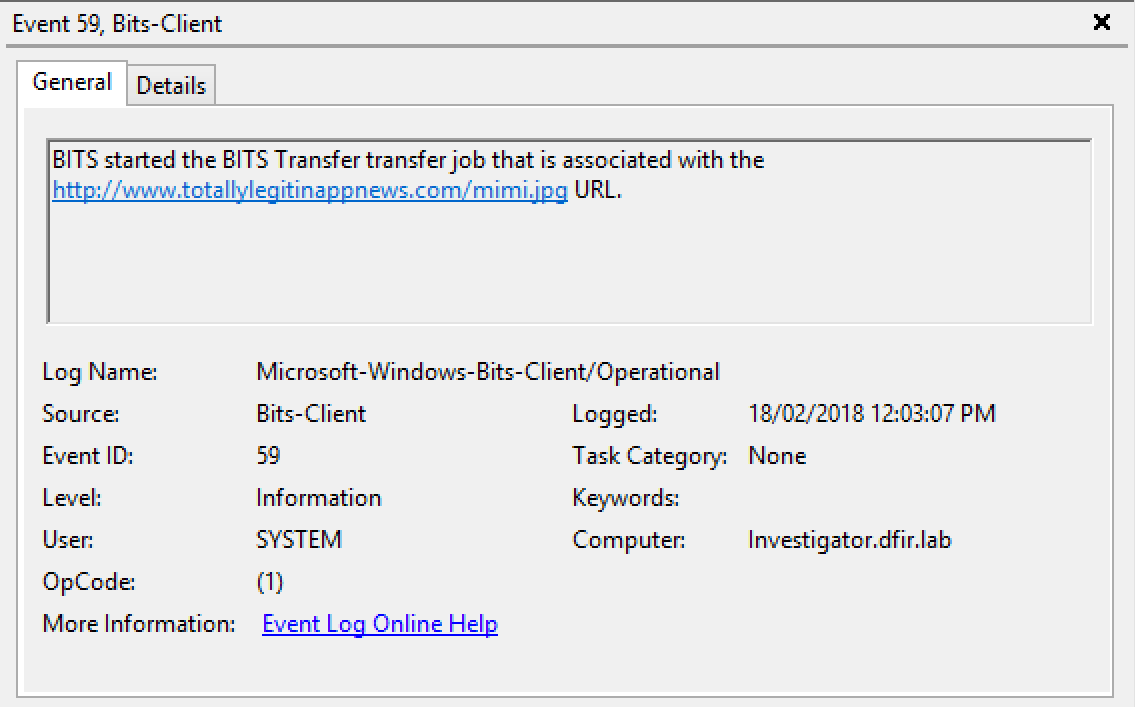 Event 59, Bits-Client
General Details
BITS started the BITS Transfer transfer job that is associated with the
http://www.totallylegitinappnews.com/mimi.jpg URL.
Log Name: Microsoft-Windows-Bits-Client/Operational
Source: Bits-Client Logged: 18/02/2018 12:03:07 PM
Event ID: 59 Task Category: None
Level: Information Keywords:
User: SYSTEM Computer: Investigator.dfir.lab
OpCode: (1)
More Information: Event Log Online Help